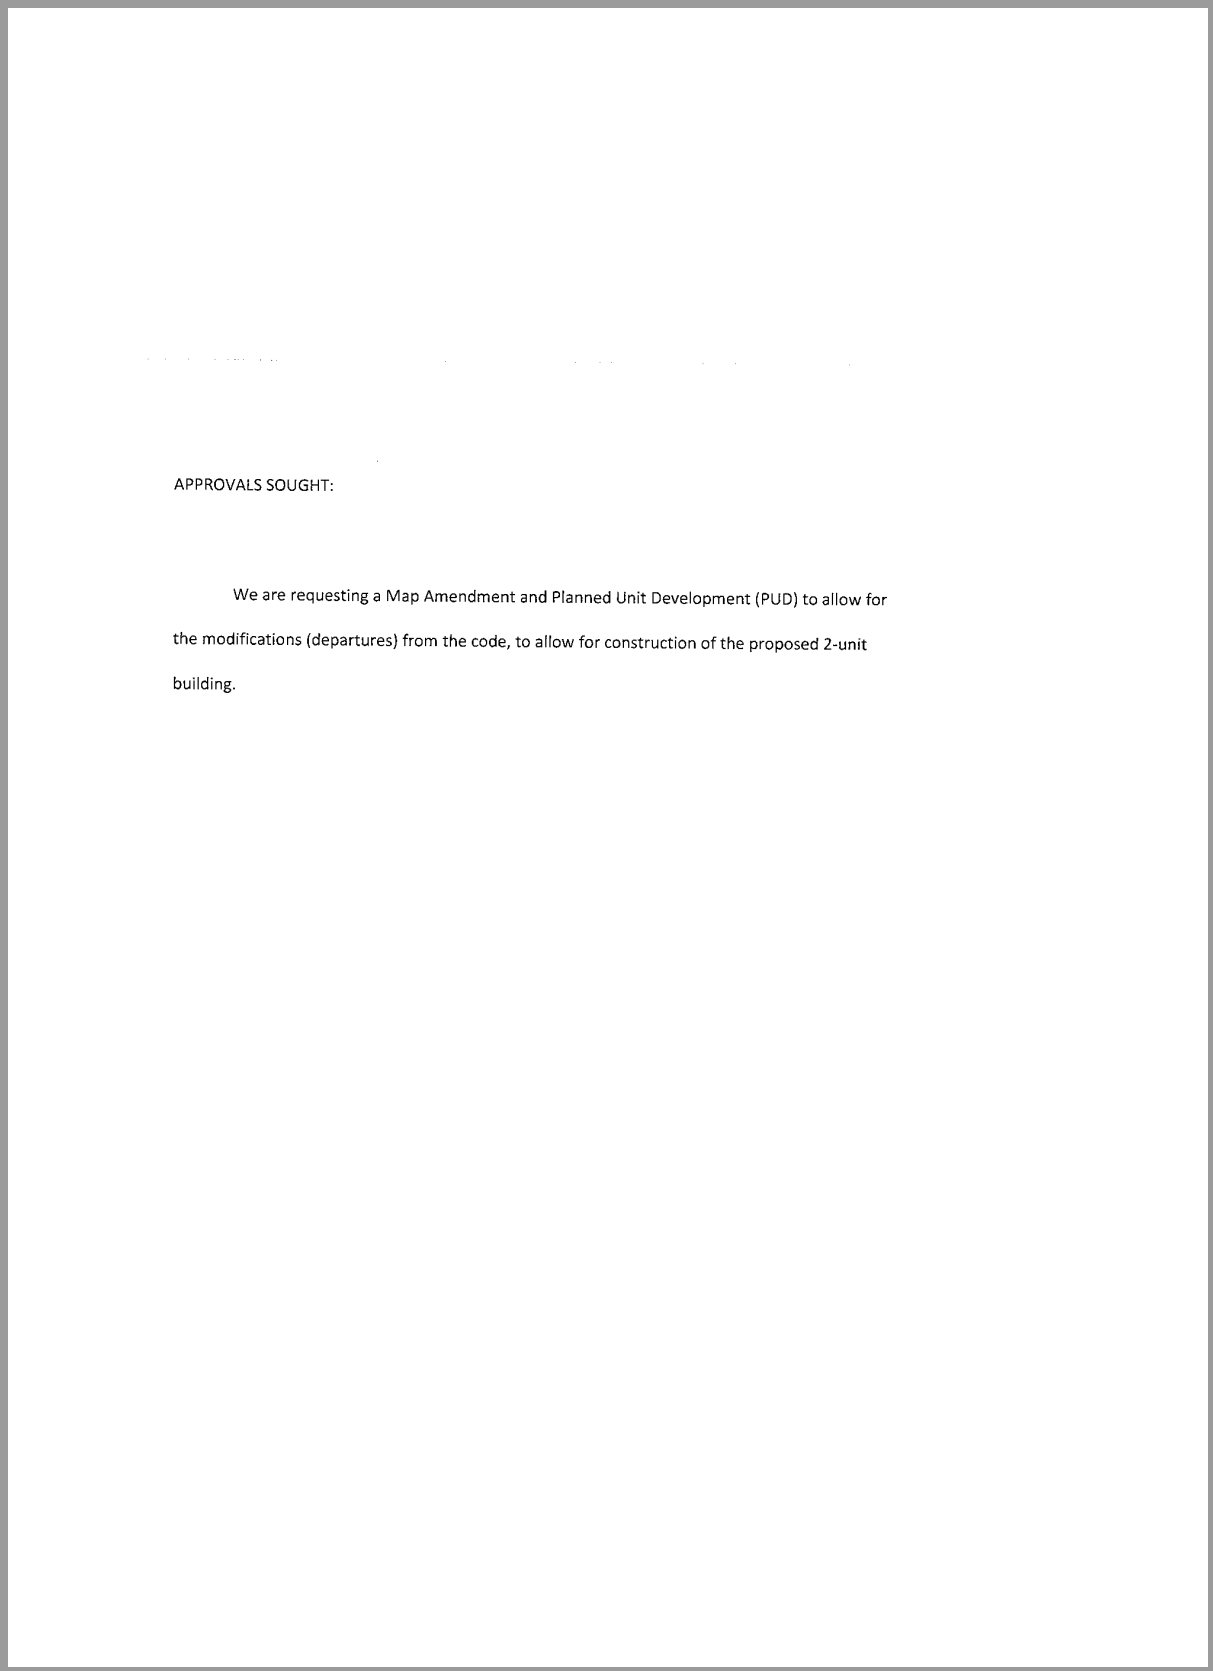 APPROVALS SOUGHT:
We are requesting a Map Amendment and Planned Unit Development (PUD) to allow for
the modifications (departures) from the code, to allow for construction of the proposed 2-unit
building.